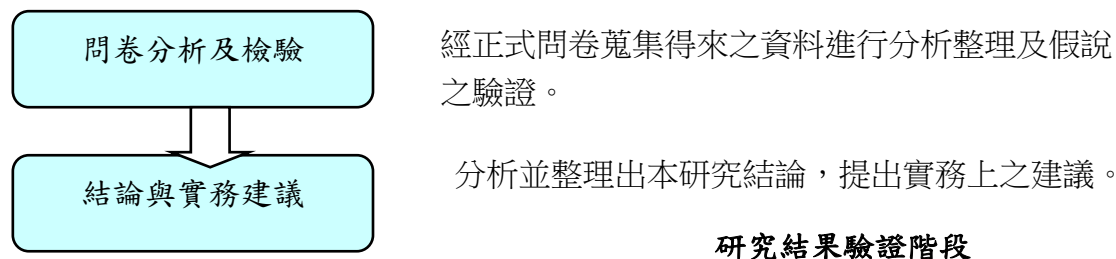 問卷分析及檢驗
經正式問卷蒐集得來之資料進行分析整理及假說
之驗證。
結論與實務建議
分析並整理出本研究結論，提出實務上之建議。
研究結果驗證階段